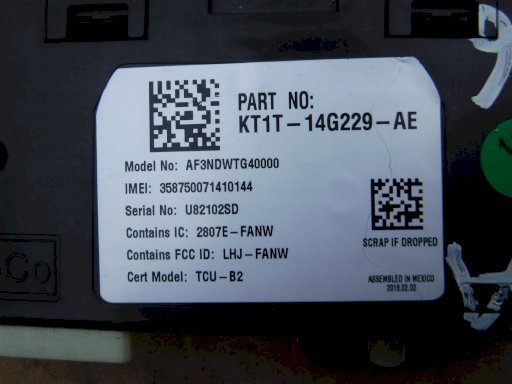 PART NO:
KT1T-14G229-AE
Model No: AF3NDWTG40000
IMEI: 358750071410144
Serial No: U82102SD
Contains IC: 2807E-FANW
Contains FCC ID: LHJ-FANW
Cert Model: TCU-B2
SCRAP IF DROPPED
ASSEMBLED IN MEXICO
2018.02.02